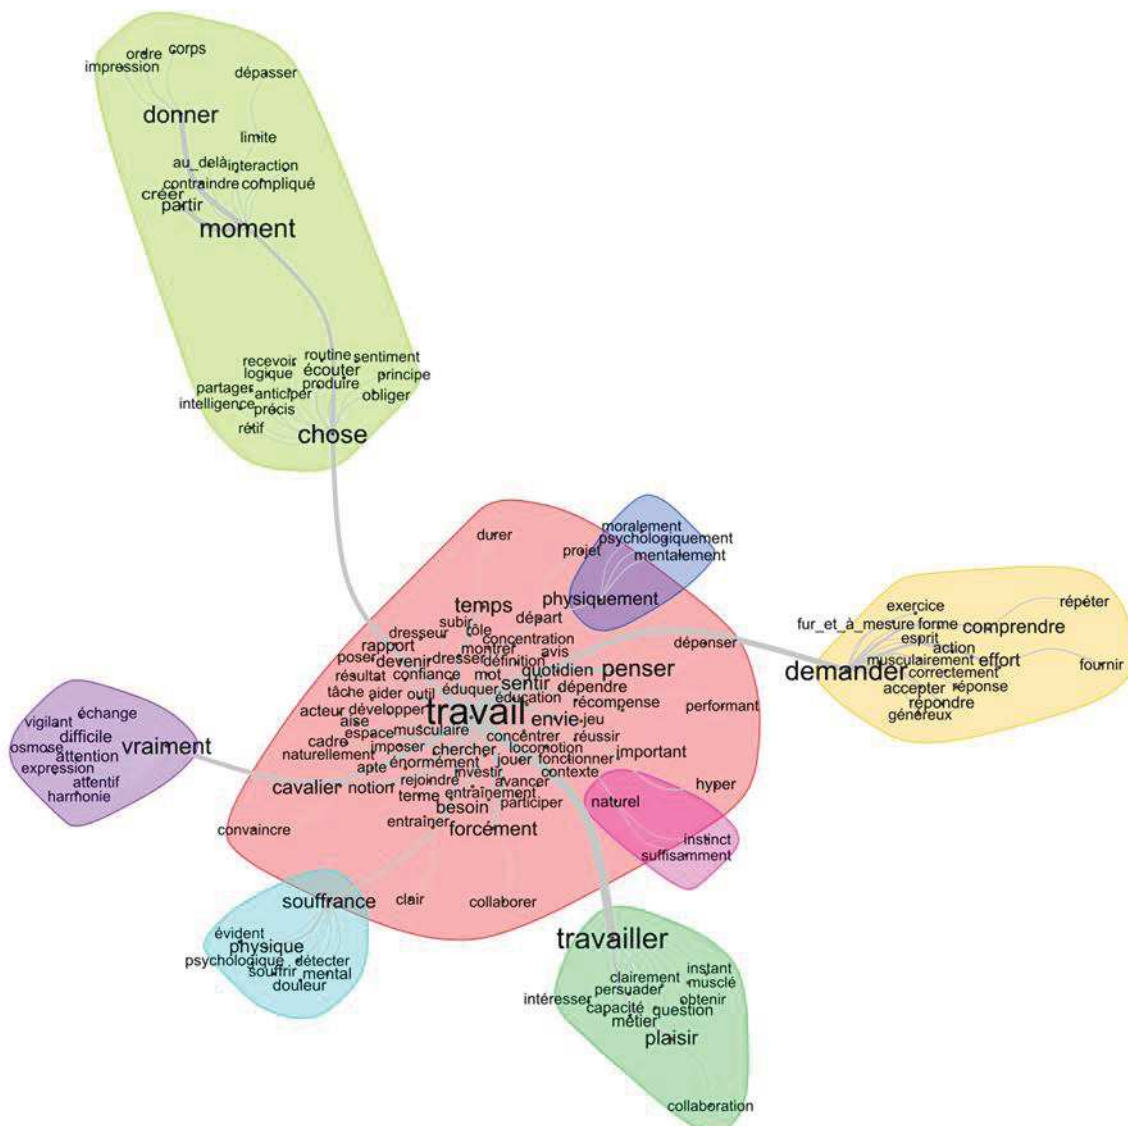 ordre
corps
impression
dépasser
donner
limite
au_delà
interaction
contraindre
compliqué
créer
partir
moment
recevoir
routine
sentiment
logique
écouter
principe
partager
produire
intelligence
anticiper
obliger
précis
rétif
chose
durer
moralement
psychologiquement
projet
mentalement
physiquement
temps
départ
subir
rôle
dresseur
concentration
rapport
montrer
avis
poser
devenir
dresser
définition
résultat
confiance
mot
quotidien
penser
sentir
tâche
aider
outil
éduquer
éducation
dépendre
acteur
développer
travail
récompense
aise
envie
jeu
espace
musculaire
concentrer
réussir
cadre
imposer
chercher
locomotion
naturellement
énormément
jouer
fonctionner
important
apte
investir
contexte
cavalier
notion
rejoindre
avancer
terme
entraînement
participer
besoin
entraîner
forcément
convaincre
clair
collaborer
dépenser
performant
hyper
naturel
instinct
suffisamment
exercice
répéter
fur_et_à_mesure
forme
comprendre
esprit
action
demander
musculairement
effort
fournir
correctement
accepter
réponse
répondre
généreux
échange
vigilant
difficile
vraiment
osmose
attention
expression
attentif
harmonie
souffrance
évident
physique
psychologique
détecter
souffrir
mental
douleur
travailler
instant
clairement
musclé
persuader
intéresser
obtenir
capacité
question
métier
plaisir
collaboration